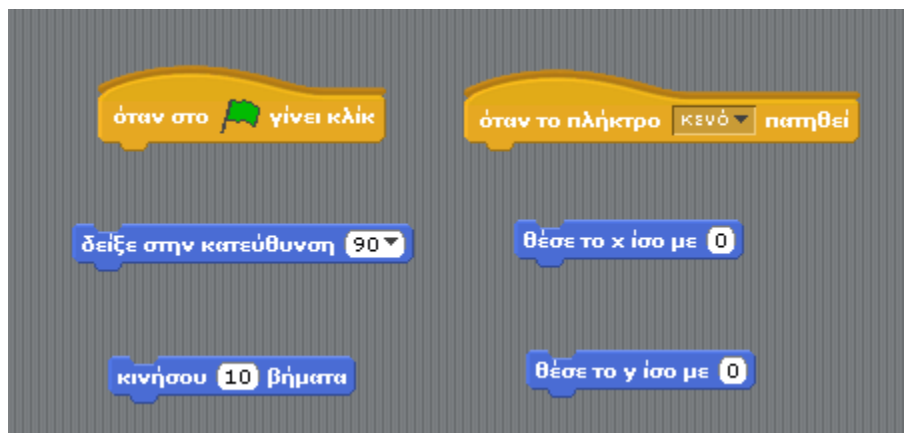 όταν στο γίνει κλίκ
όταν το πλήκτρο κενό πατηθεί
δείξε στην κατεύθυνση 90
θέσε το x ίσο με 0
κινήσου 10 βήματα
θέσε το y ίσο με 0